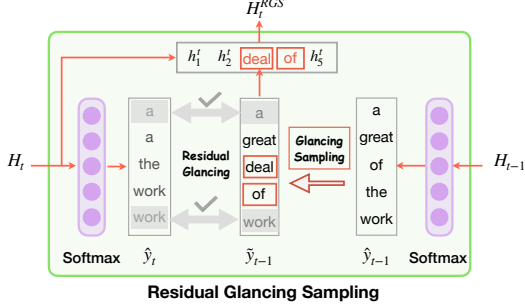 H_t^{RGS}
h_1^t h_2^t deal of h_5^t
H_t
a
a
the
work
work
Softmax
ŷ_t
Residual
Glancing
a
great
deal
of
work
ỹ_{t−1}
Glancing
Sampling
a
great
of
the
work
ŷ_{t−1}
Softmax
H_{t−1}
Residual Glancing Sampling